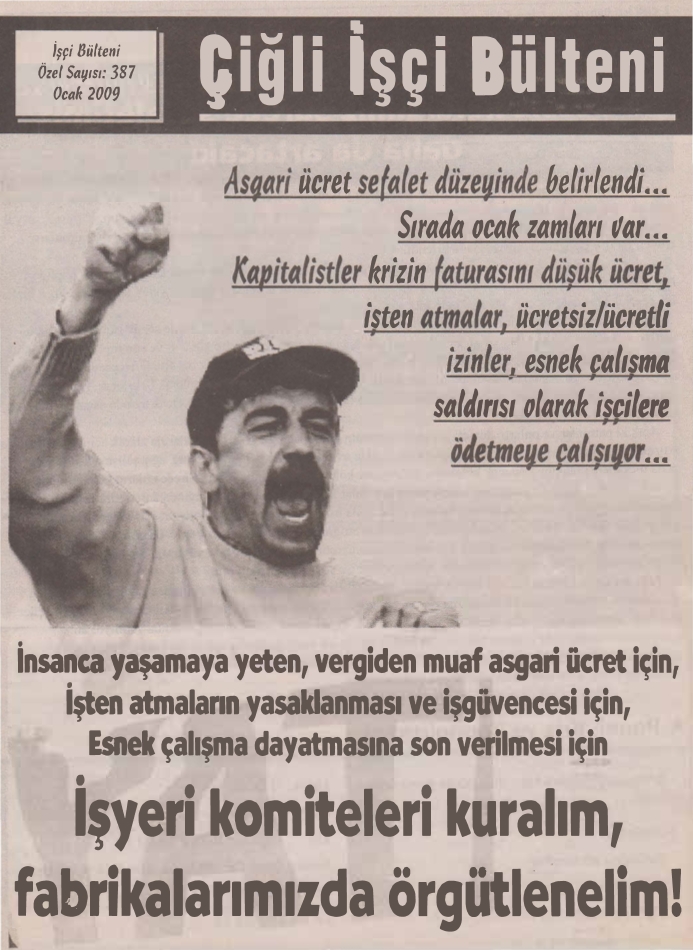 İşçi Bülteni
Özel Sayısı: 387
Ocak 2009
Çiğli İşçi Bülteni
Asgari ücret sefalet düzeyinde belirlendi...
Sırada ocak zamları var...
Kapitalistler krizin faturasını düşük ücret,
işten atmalar, ücretsiz/ücretli
izinler, esnek çalışma
saldırısı olarak işçilere
ödetmeye çalışıyor...
İnsanca yaşamaya yeten, vergiden muaf asgari ücret için,
İşten atmaların yasaklanması ve işgüvencesi için,
Esnek çalışma dayatmasına son verilmesi için
İşyeri komiteleri kuralım,
fabrikalarımızda örgütlenelim!